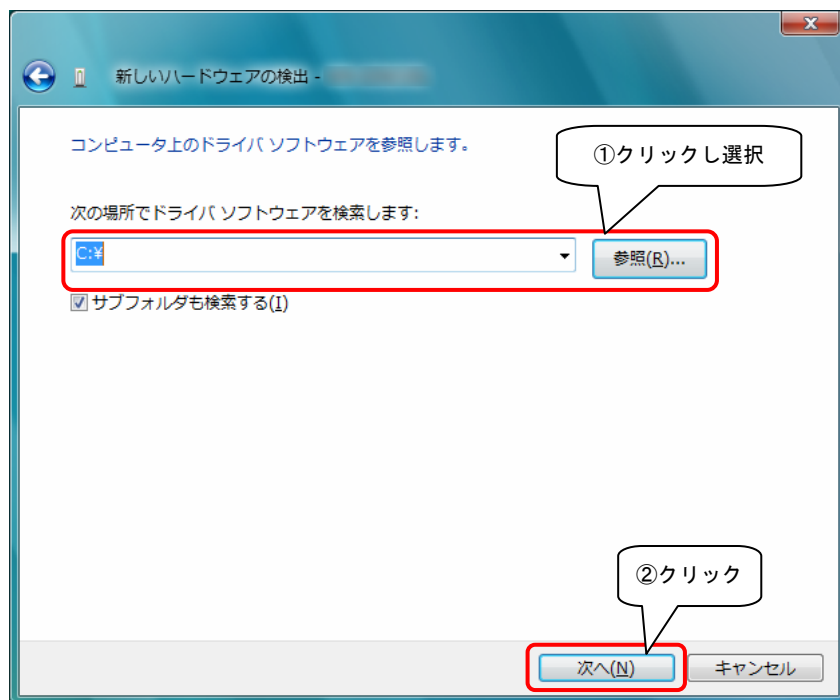 新しいハードウェアの検出 -
コンピュータ上のドライバ ソフトウェアを参照します。
①クリックし選択
次の場所でドライバ ソフトウェアを検索します:
C:¥
参照(R)...
サブフォルダも検索する(I)
②クリック
次へ(N)
キャンセル